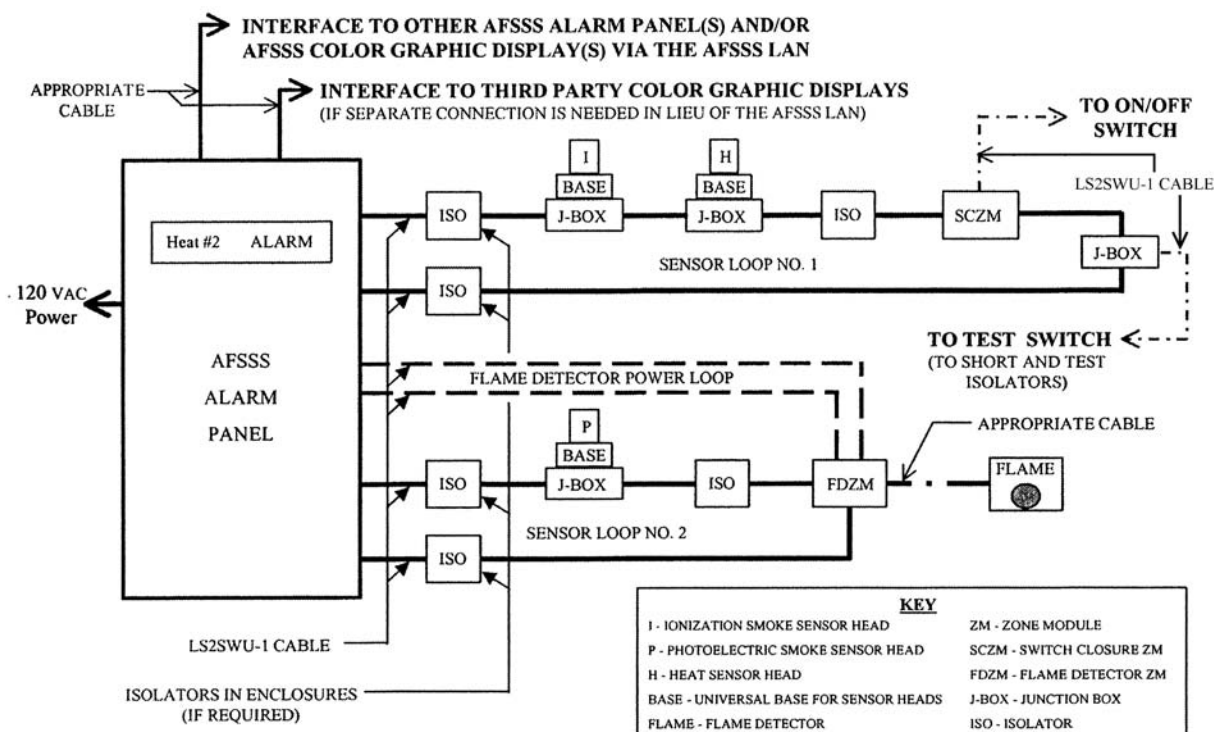 INTERFACE TO OTHER AFSSS ALARM PANEL(S) AND/OR
AFSSS COLOR GRAPHIC DISPLAY(S) VIA THE AFSSS LAN
APPROPRIATE
CABLE
INTERFACE TO THIRD PARTY COLOR GRAPHIC DISPLAYS
(IF SEPARATE CONNECTION IS NEEDED IN LIEU OF THE AFSSS LAN)
TO ON/OFF
SWITCH
LS2SWU-1 CABLE
I
H
BASE
BASE
ISO
J-BOX
J-BOX
ISO
SCZM
J-BOX
Heat #2 ALARM
SENSOR LOOP NO. 1
ISO
120 VAC
Power
TO TEST SWITCH
(TO SHORT AND TEST
ISOLATORS)
AFSSS
ALARM
PANEL
FLAME DETECTOR POWER LOOP
APPROPRIATE CABLE
P
BASE
ISO
J-BOX
ISO
FDZM
FLAME
SENSOR LOOP NO. 2
ISO
LS2SWU-1 CABLE
ISOLATORS IN ENCLOSURES
(IF REQUIRED)
KEY
I - IONIZATION SMOKE SENSOR HEAD
P - PHOTOELECTRIC SMOKE SENSOR HEAD
H - HEAT SENSOR HEAD
BASE - UNIVERSAL BASE FOR SENSOR HEADS
FLAME - FLAME DETECTOR
ZM - ZONE MODULE
SCZM - SWITCH CLOSURE ZM
FDZM - FLAME DETECTOR ZM
J-BOX - JUNCTION BOX
ISO - ISOLATOR